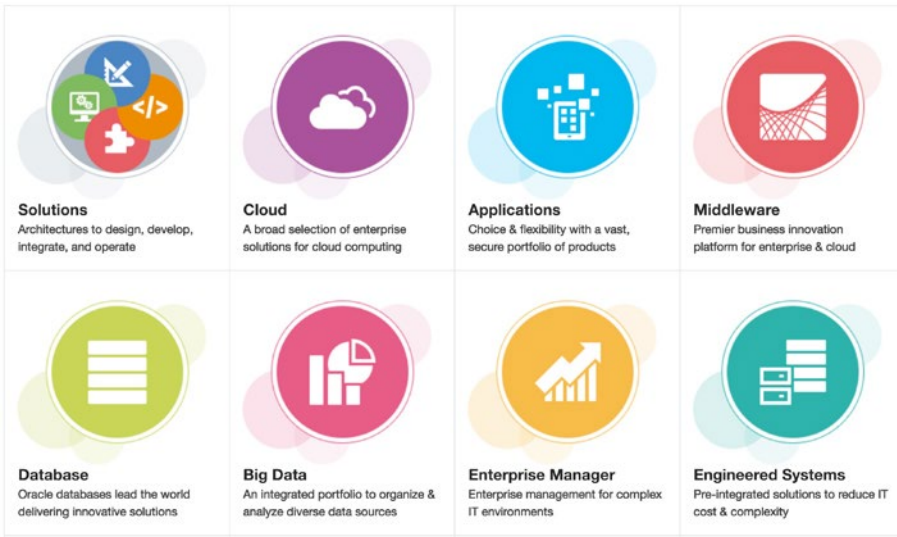 </>
Solutions
Architectures to design, develop,
integrate, and operate
Cloud
A broad selection of enterprise
solutions for cloud computing
Applications
Choice & flexibility with a vast,
secure portfolio of products
Middleware
Premier business innovation
platform for enterprise & cloud
Database
Oracle databases lead the world
delivering innovative solutions
Big Data
An integrated portfolio to organize &
analyze diverse data sources
Enterprise Manager
Enterprise management for complex
IT environments
Engineered Systems
Pre-integrated solutions to reduce IT
cost & complexity